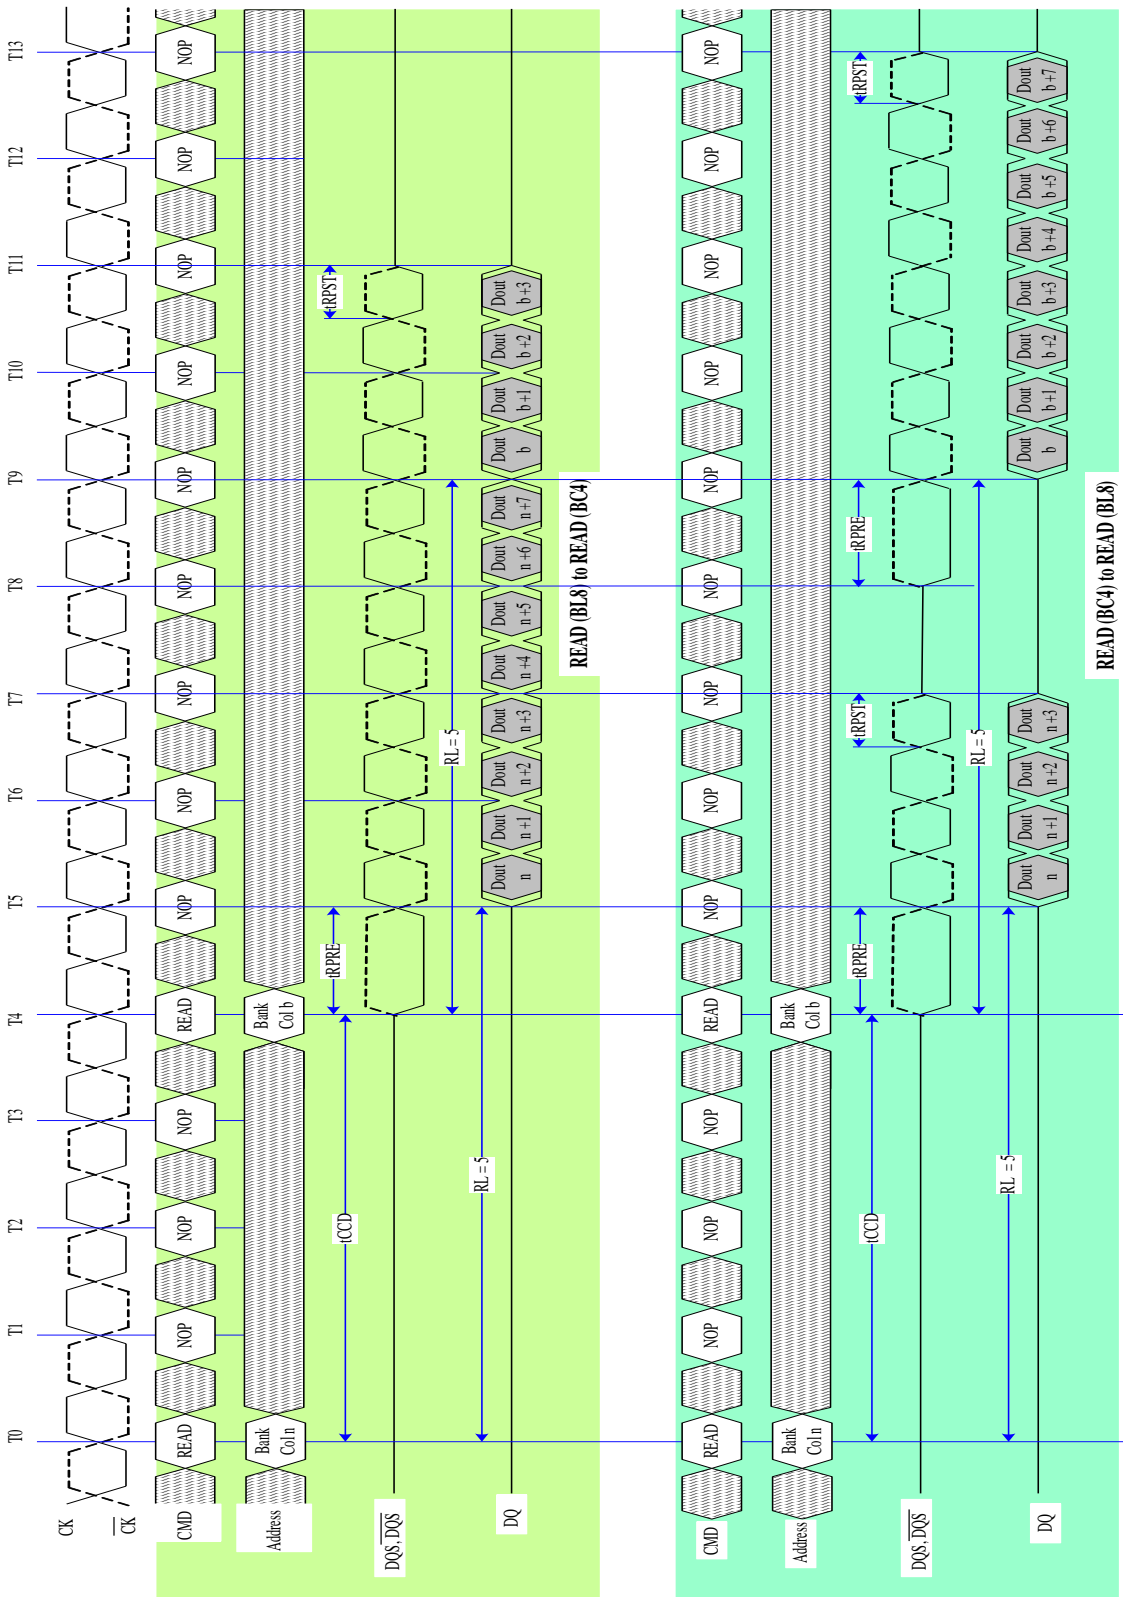 T0 T1 T2 T3 T4 T5 T6 T7 T8 T9 T10 T11 T12 T13
CK
CK
CMD READ NOP NOP NOP READ NOP NOP NOP NOP NOP NOP NOP NOP NOP
Address Bank Col n Bank Col b
tRPRE tRPST
tCCD
DQS, DQS
RL = 5
RL = 5
DQ Dout n Dout n+1 Dout n+2 Dout n+3 Dout n+4 Dout n+5 Dout n+6 Dout n+7 Dout b Dout b+1 Dout b+2 Dout b+3
READ (BL8) to READ (BC4)
CMD READ NOP NOP NOP READ NOP NOP NOP NOP NOP NOP NOP NOP NOP
Address Bank Col n Bank Col b
tRPRE tRPST tRPRE tRPST
tCCD
DQS, DQS
RL = 5
RL = 5
DQ Dout n Dout n+1 Dout n+2 Dout n+3 Dout b Dout b+1 Dout b+2 Dout b+3 Dout b+4 Dout b+5 Dout b+6 Dout b+7
READ (BC4) to READ (BL8)